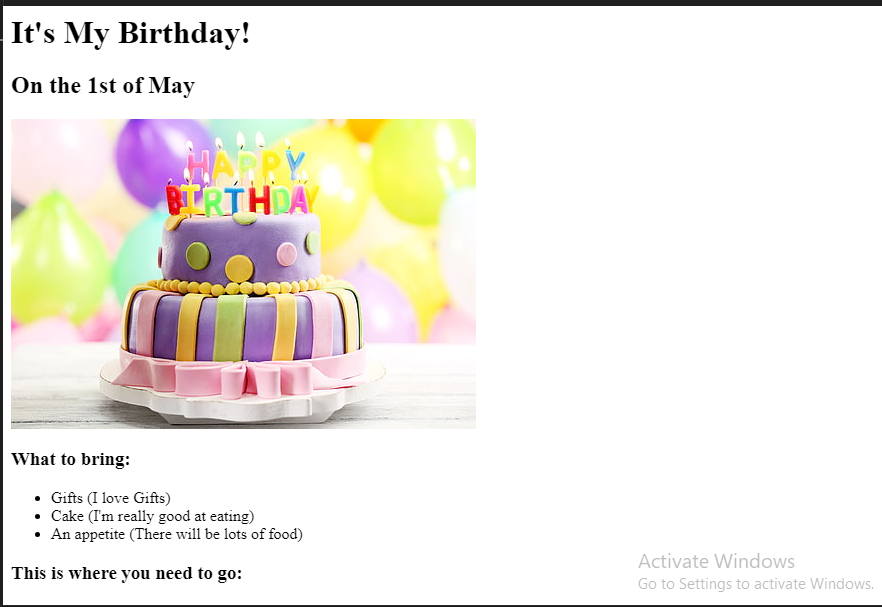 It's My Birthday!
On the 1st of May
HAPPY
BIRTHDAY
What to bring:
Gifts (I love Gifts)
Cake (I'm really good at eating)
An appetite (There will be lots of food)
This is where you need to go:
Activate Windows
Go to Settings to activate Windows.